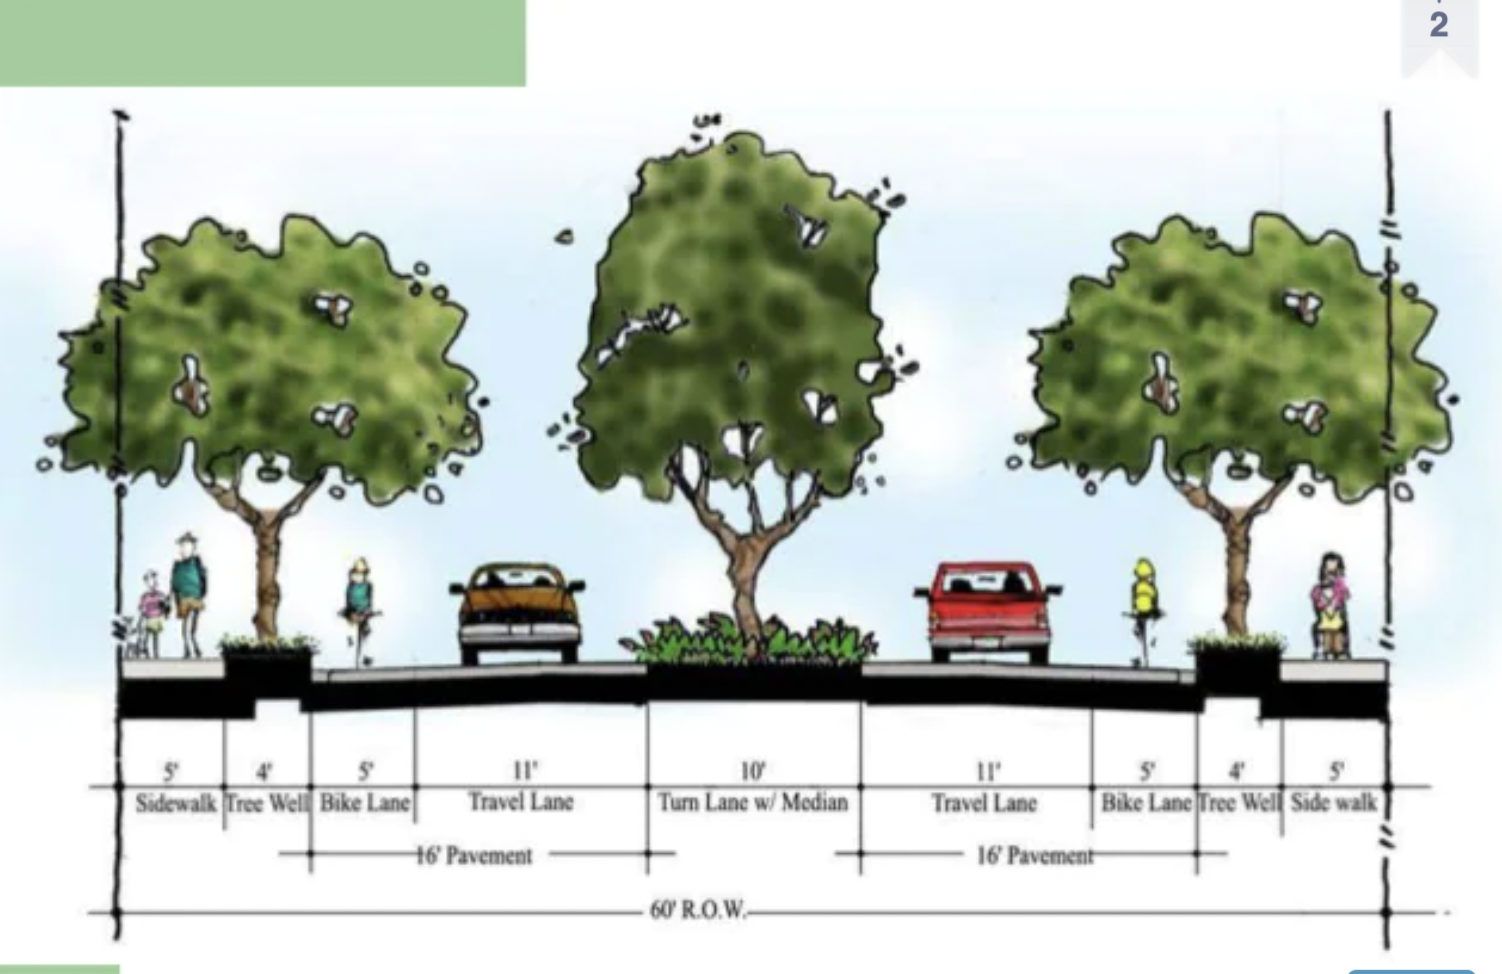 2
5' 4' 5' 11' 10' 11' 5' 4' 5'
Sidewalk Tree Well Bike Lane Travel Lane Turn Lane w/ Median Travel Lane Bike Lane Tree Well Side walk
16' Pavement 16' Pavement
60' R.O.W.